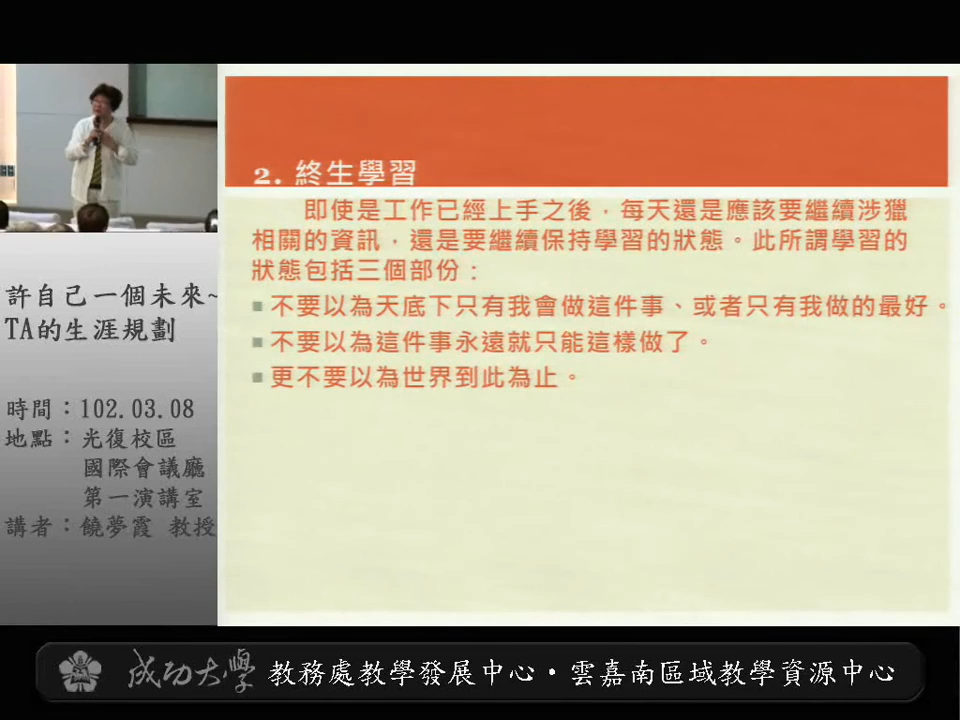 2. 終生學習
即使是工作已經上手之後，每天還是應該要繼續涉獵
相關的資訊，還是要繼續保持學習的狀態。此所謂學習的
狀態包括三個部份：
不要以為天底下只有我會做這件事、或者只有我做的最好。
不要以為這件事永遠就只能這樣做了。
更不要以為世界到此為止。
許自己一個未來~
TA的生涯規劃
時間：102.03.08
地點：光復校區
國際會議廳
第一演講室
講者：饒夢霞 教授
成功大學 教務處教學發展中心・雲嘉南區域教學資源中心